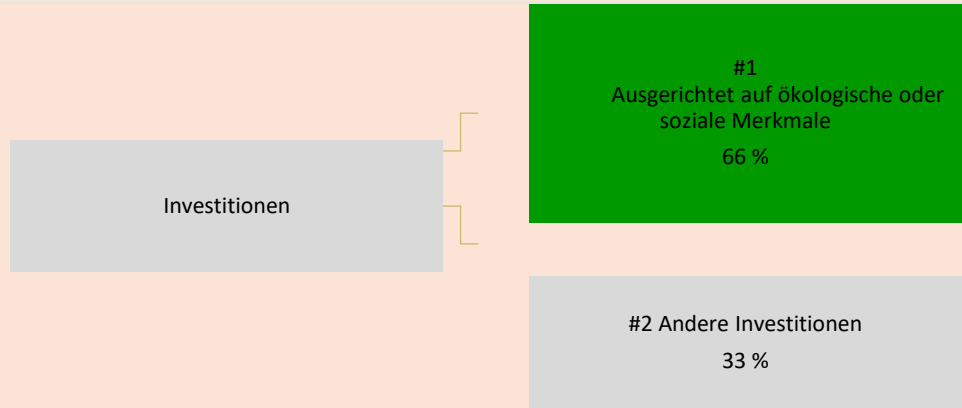 Investitionen
#1
Ausgerichtet auf ökologische oder
soziale Merkmale
66 %
#2 Andere Investitionen
33 %